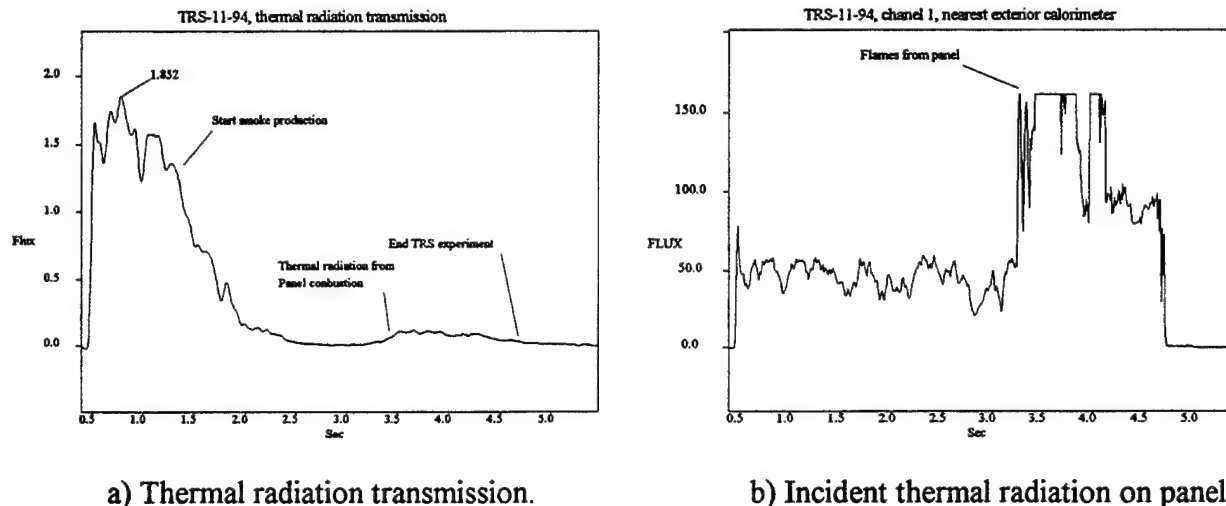 TRS-11-94, thermal radiation transmission
2.0
1.852
Start smoke production
1.5
1.0
Flux
End TRS experiment
0.5
Thermal radiation from
Panel combustion
0.0
0.5 1.0 1.5 2.0 2.5 3.0 3.5 4.0 4.5 5.0
Sec
a) Thermal radiation transmission.
TRS-11-94, chanel 1, nearest exterior calorimeter
Flames from panel
150.0
100.0
FLUX
50.0
0.0
0.5 1.0 1.5 2.0 2.5 3.0 3.5 4.0 4.5 5.0
Sec
b) Incident thermal radiation on panel